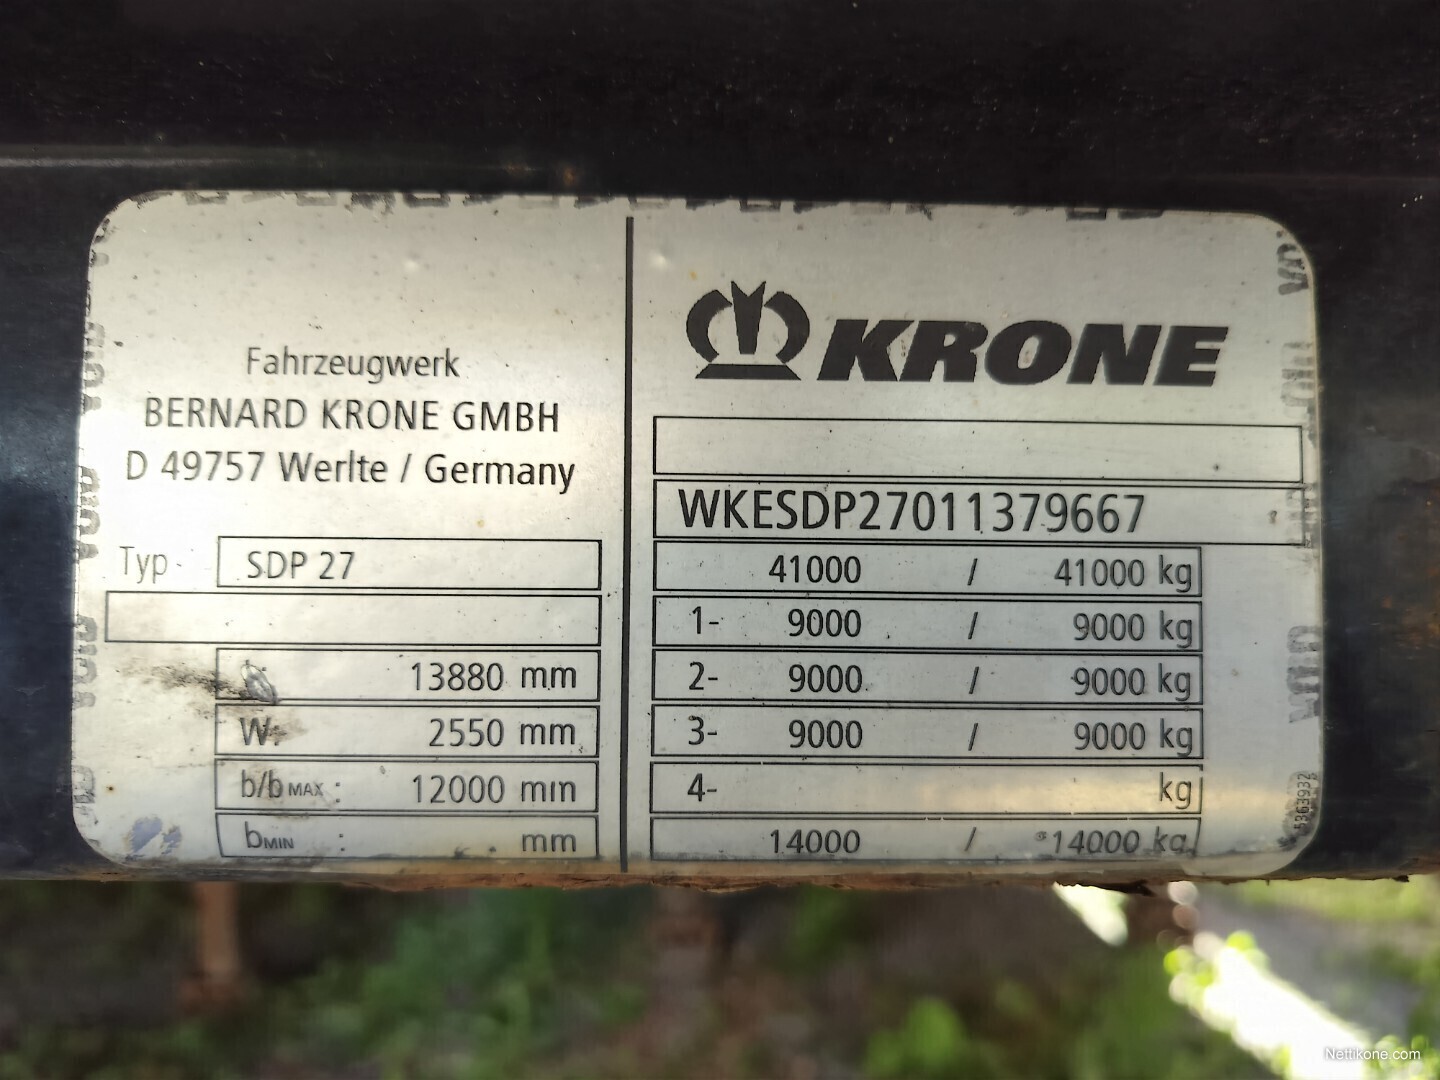 Fahrzeugwerk
BERNARD KRONE GMBH
D 49757 Werlte / Germany
Typ SDP 27
13880 mm
W: 2550 mm
b/b MAX : 12000 mm
b MIN : mm
KRONE
WKESDP27011379667
41000 / 41000 kg
1- 9000 / 9000 kg
2- 9000 / 9000 kg
3- 9000 / 9000 kg
4- kg
14000 / 14000 kg
5363932
Nettikone.com